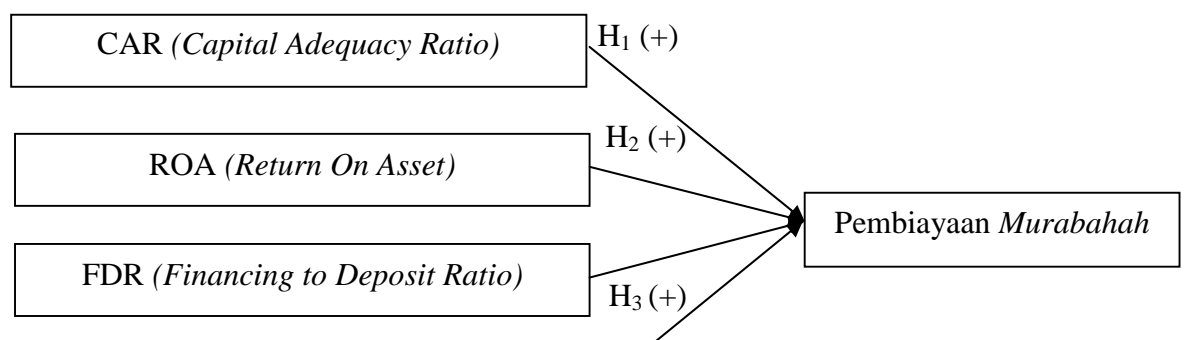 CAR (Capital Adequacy Ratio)
H₁ (+)
H₂ (+)
ROA (Return On Asset)
Pembiayaan Murabahah
FDR (Financing to Deposit Ratio)
H₃ (+)